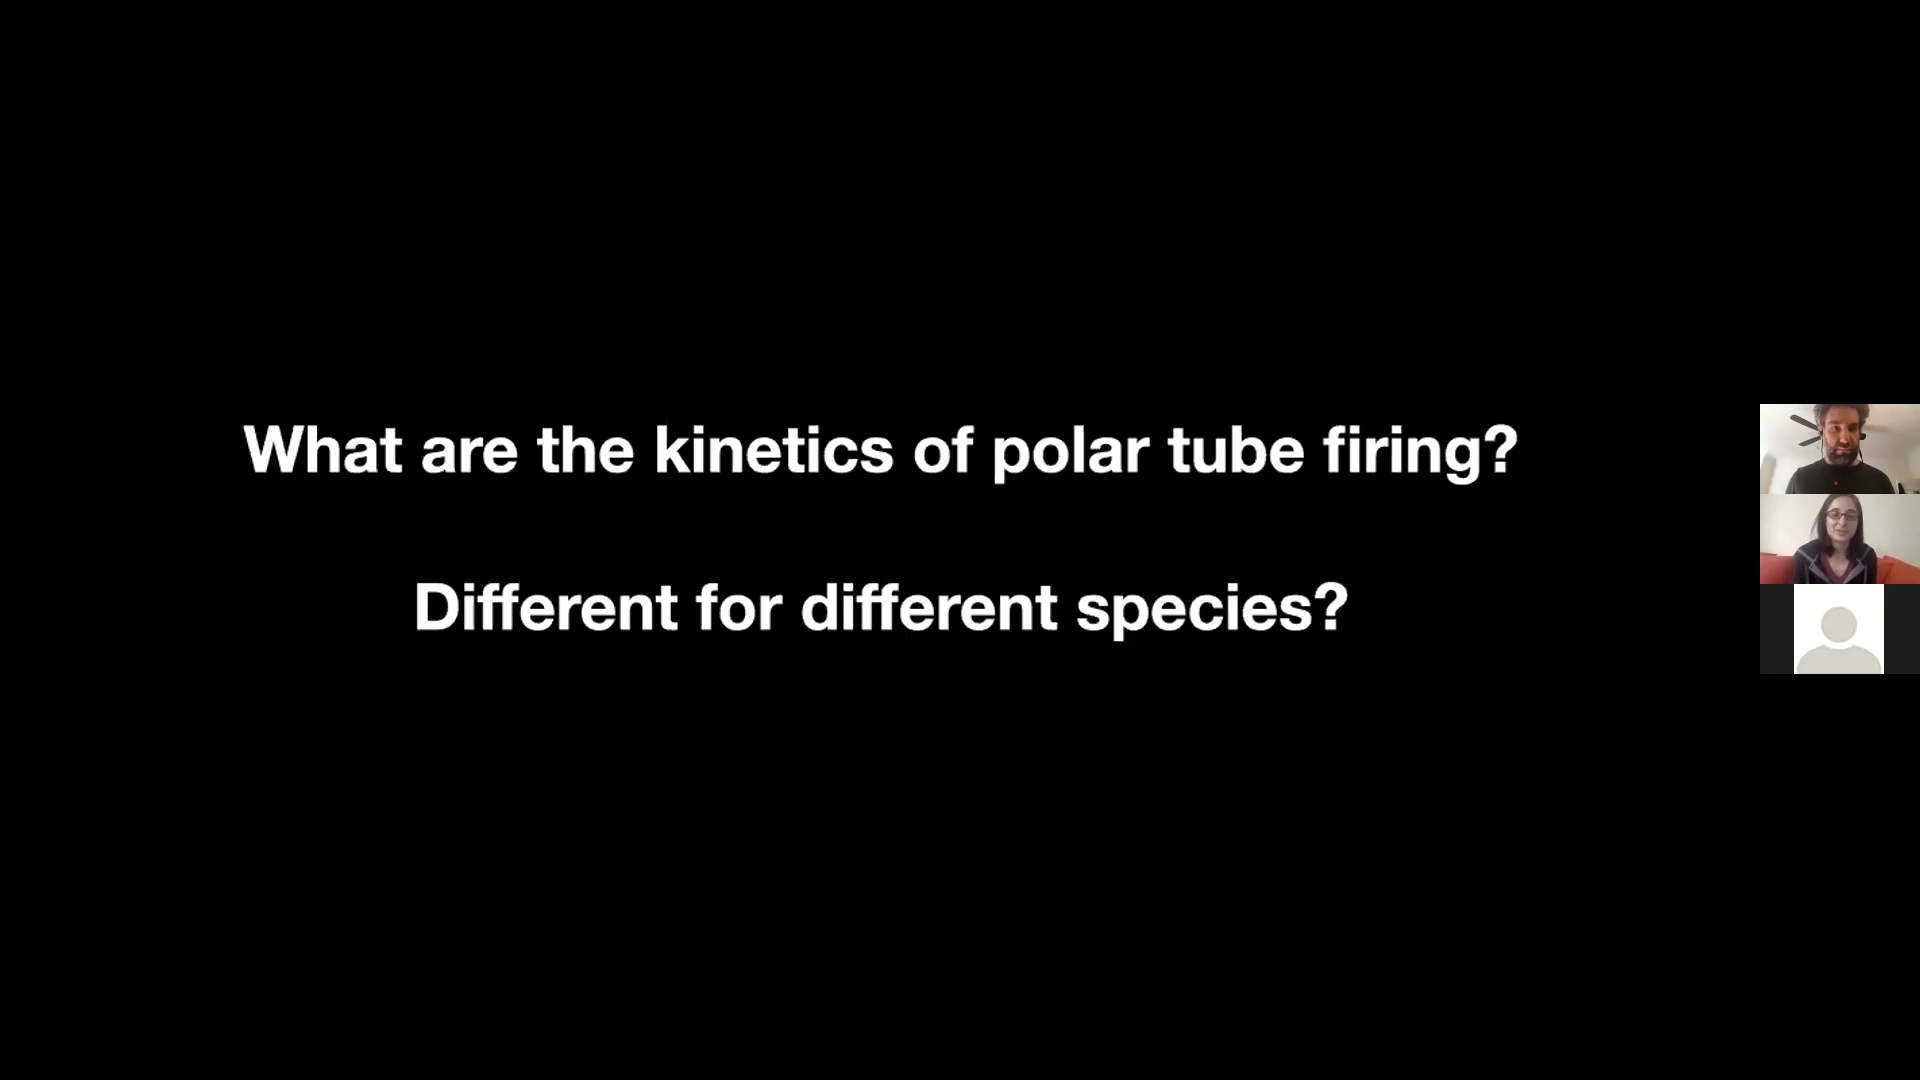 What are the kinetics of polar tube firing?
Different for different species?